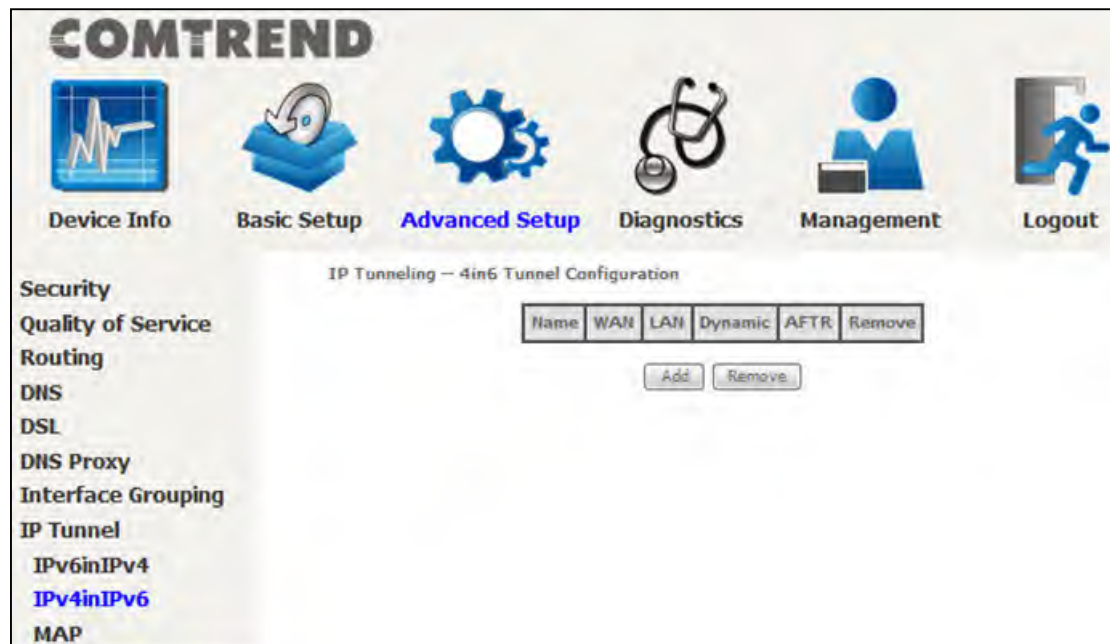 COMTREND
Device Info Basic Setup Advanced Setup Diagnostics Management Logout
IP Tunneling -- 4in6 Tunnel Configuration
Security
Quality of Service
Routing
DNS
DSL
DNS Proxy
Interface Grouping
IP Tunnel
IPv6inIPv4
IPv4inIPv6
MAP
Name WAN LAN Dynamic AFTR Remove
Add Remove